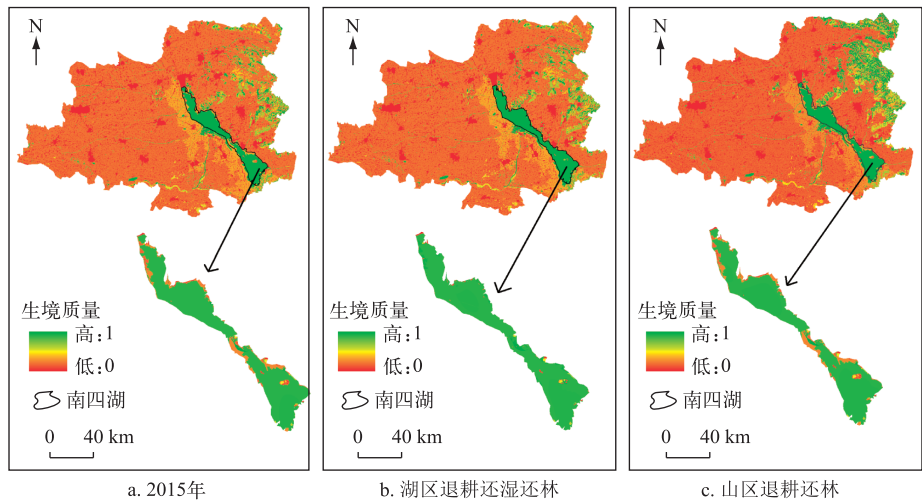 N
生境质量
高:1
低:0
南四湖
0 40 km
a. 2015年
N
生境质量
高:1
低:0
南四湖
0 40 km
b. 湖区退耕还湿还林
N
生境质量
高:1
低:0
南四湖
0 40 km
c. 山区退耕还林